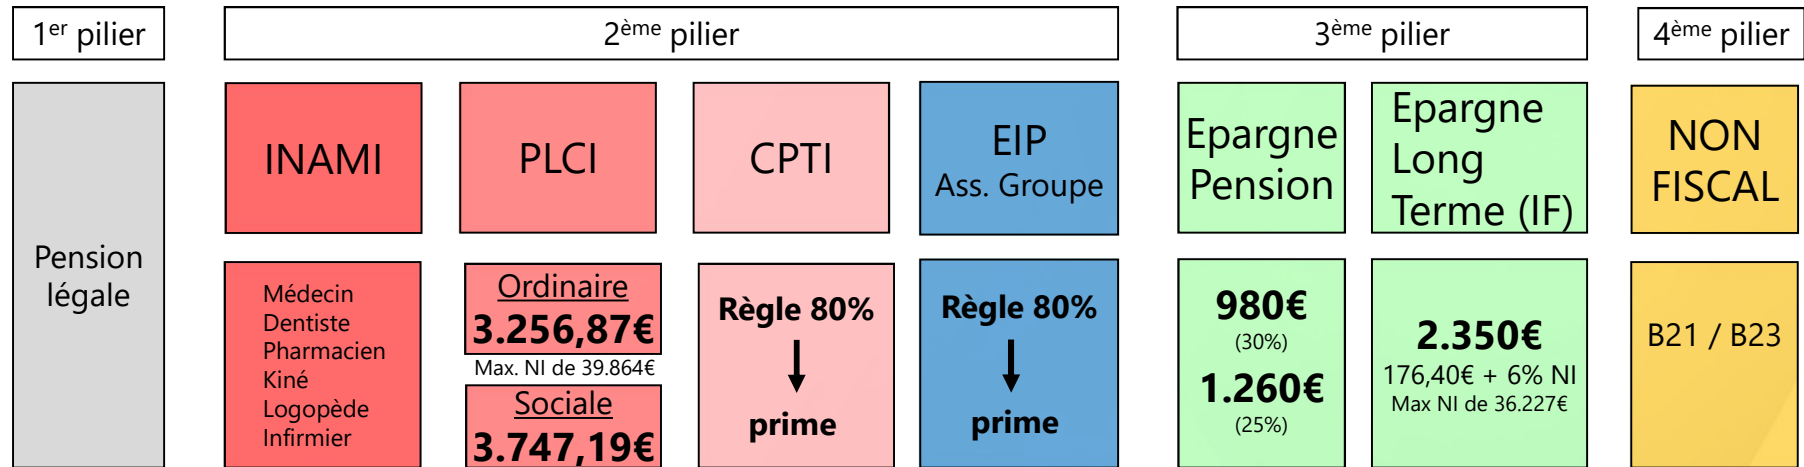 1er pilier
2ème pilier
3ème pilier
4ème pilier
Pension
légale
INAMI
PLCI
CPTI
EIP
Ass. Groupe
Epargne
Pension
Epargne
Long
Terme (IF)
NON
FISCAL
Médecin
Dentiste
Pharmacien
Kiné
Logopède
Infirmier
Ordinaire
3.256,87€
Max. NI de 39.864€
Sociale
3.747,19€
Règle 80%
prime
Règle 80%
prime
980€
(30%)
1.260€
(25%)
2.350€
176,40€ + 6% NI
Max NI de 36.227€
B21 / B23